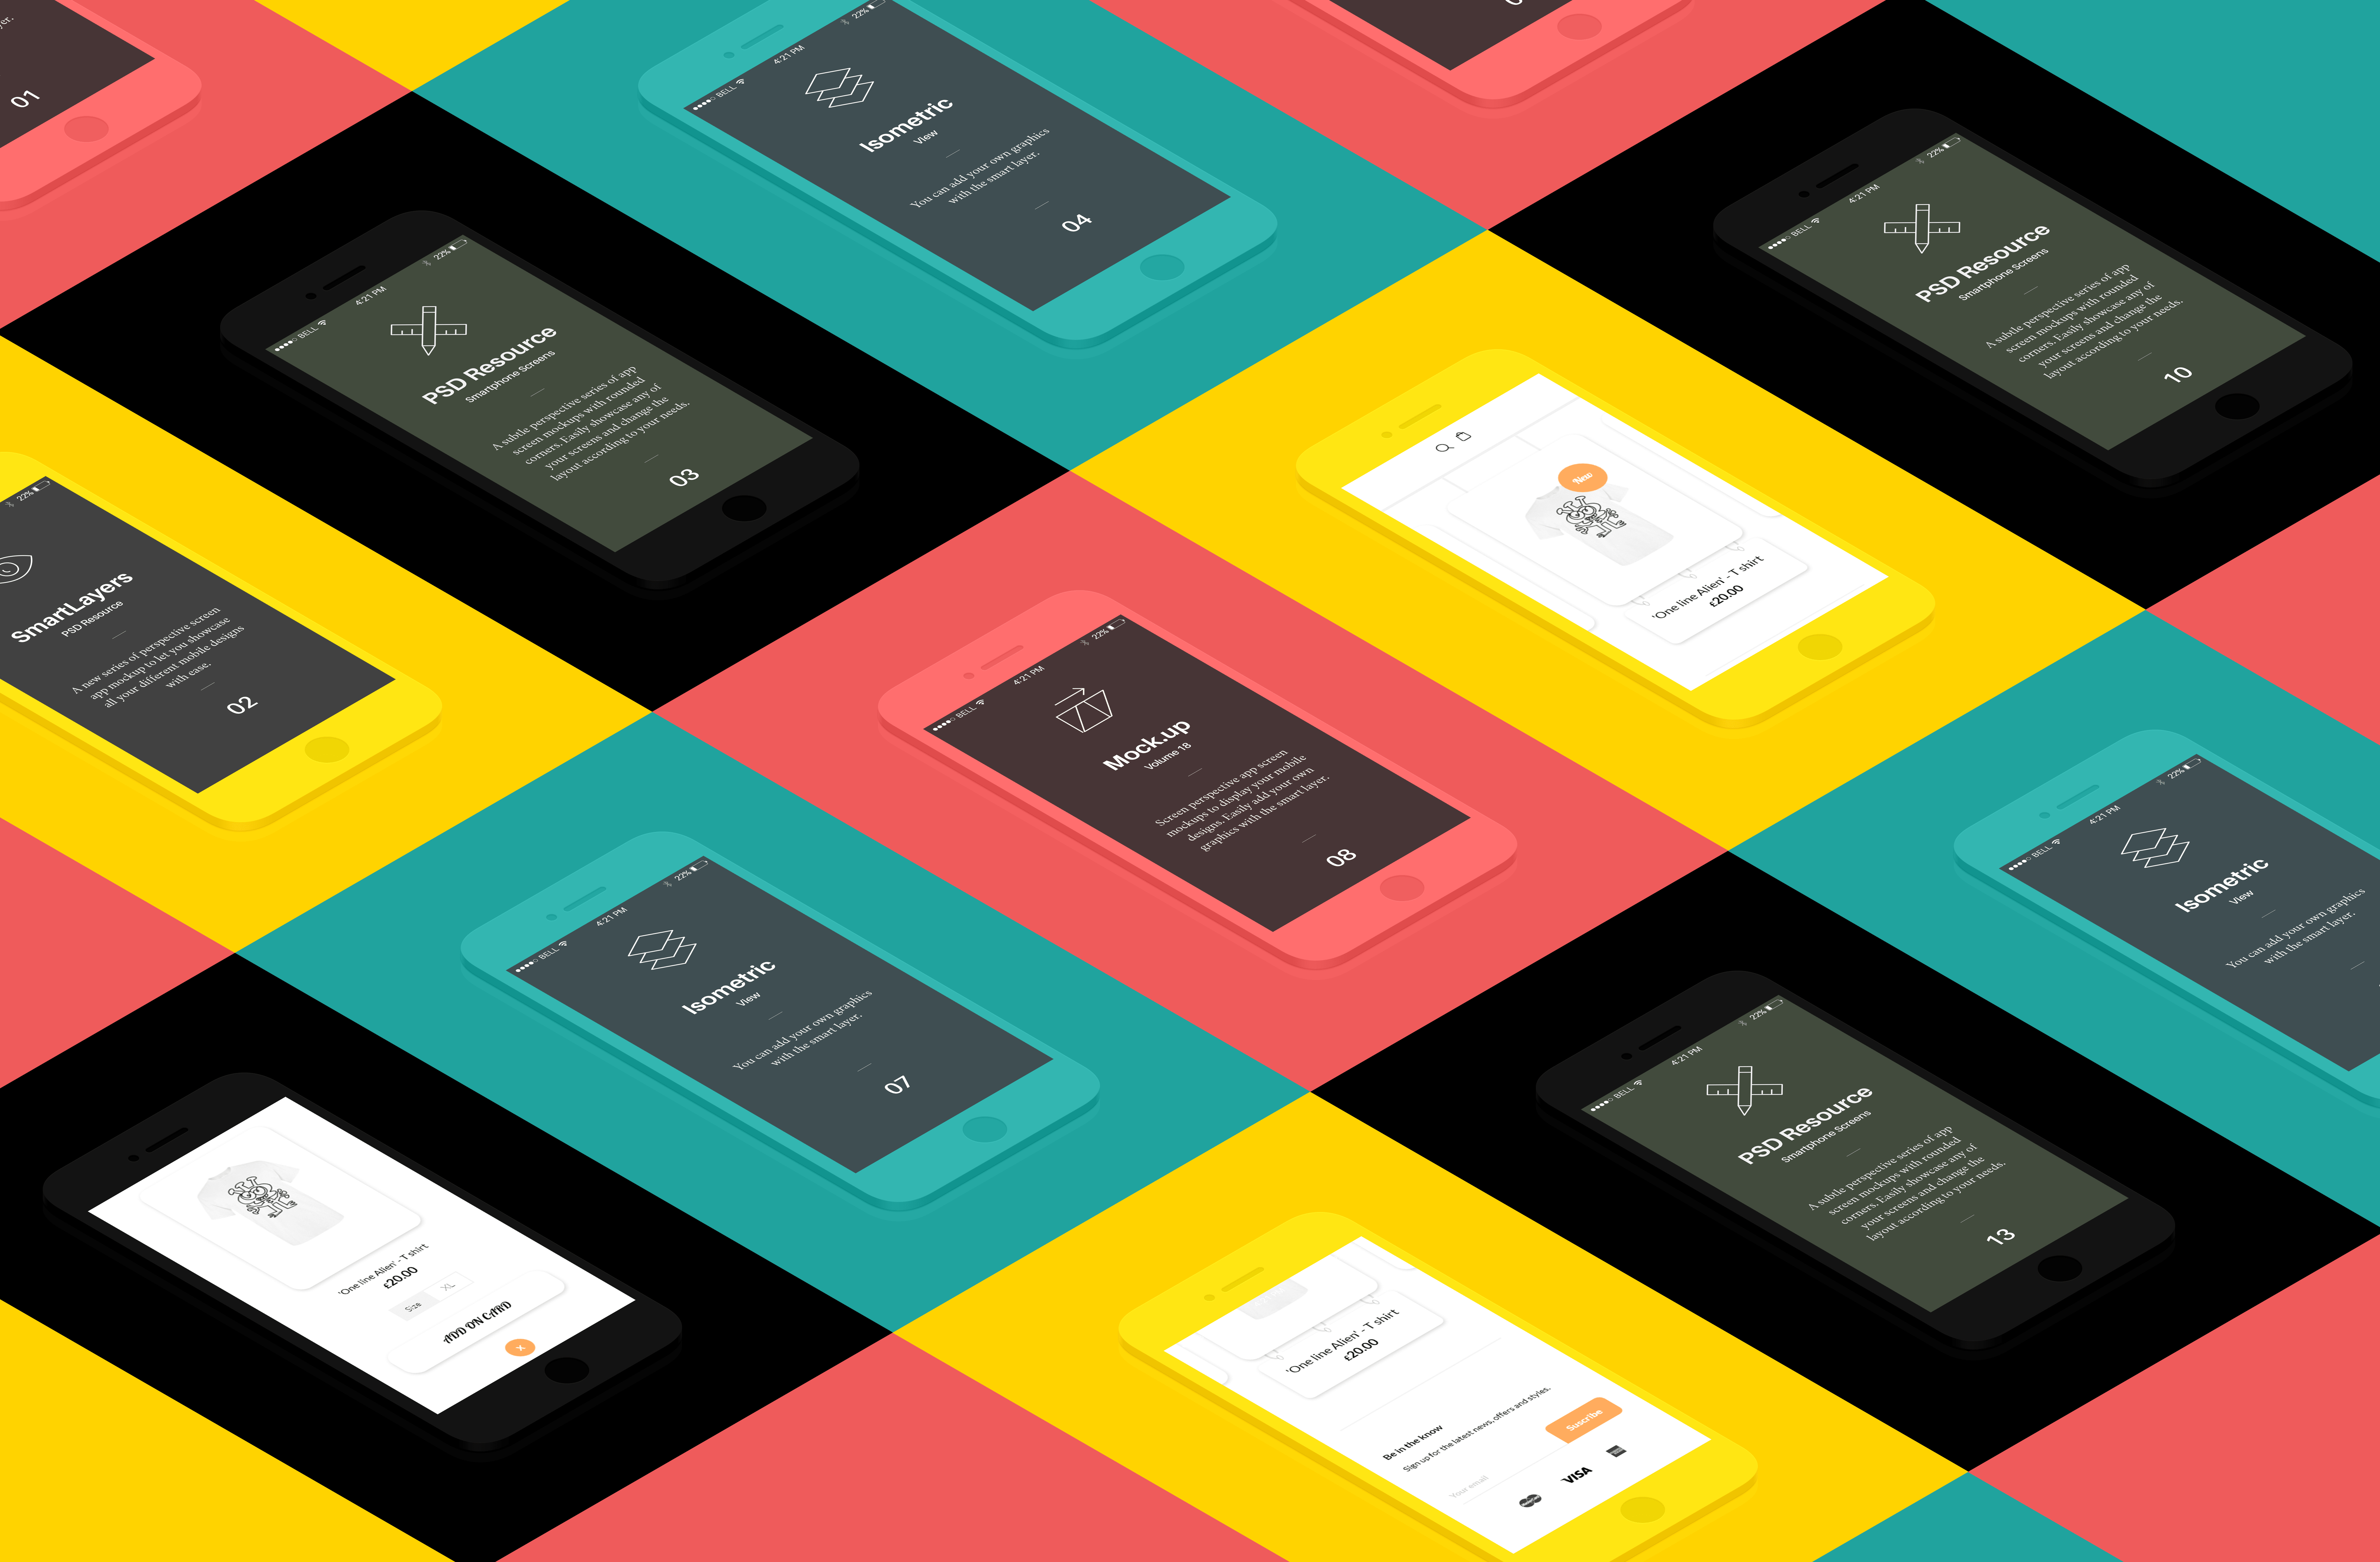 yer.
01
BELL
4:21 PM
22%
Isometric
View
You can add your own graphics
with the smart layer.
04
BELL
4:21 PM
22%
PSD Resource
Smartphone Screens
A subtle perspective series of app
screen mockups with rounded
corners. Easily showcase any of
your screens and change the
layout according to your needs.
10
BELL
4:21 PM
22%
PSD Resource
Smartphone Screens
A subtle perspective series of app
screen mockups with rounded
corners. Easily showcase any of
your screens and change the
layout according to your needs.
03
New
'One line Alien' - T shirt
£20.00
22%
SmartLayers
PSD Resource
A new series of perspective screen
app mockup to let you showcase
all your different mobile designs
with ease.
02
BELL
4:21 PM
22%
Mock.up
Volume 18
Screen perspective app screen
mockups to display your mobile
designs. Easily add your own
graphics with the smart layer.
08
BELL
4:21 PM
22%
Isometric
View
You can add your own graphics
with the smart layer.
BELL
4:21 PM
22%
Isometric
View
You can add your own graphics
with the smart layer.
07
BELL
4:21 PM
22%
PSD Resource
Smartphone Screens
A subtle perspective series of app
screen mockups with rounded
corners. Easily showcase any of
your screens and change the
layout according to your needs.
13
'One line Alien' - T shirt
£20.00
Size XL
ADD ON CARD
x
'One line Alien' - T shirt
£20.00
Be in the know
Sign up for the latest news, offers and styles.
Your email
Suscribe
VISA